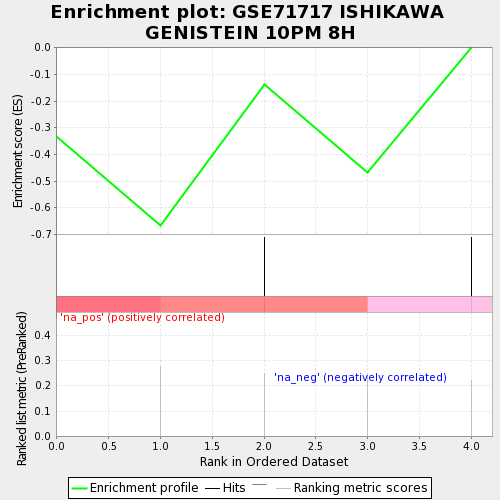 Enrichment plot: GSE71717 ISHIKAWA
GENISTEIN 10PM 8H
Enrichment score (ES)
0.0
-0.1
-0.2
-0.3
-0.4
-0.5
-0.6
-0.7
'na_pos' (positively correlated)
'na_neg' (negatively correlated)
Ranked list metric (PreRanked)
0.4
0.3
0.2
0.1
0.0
0.0 0.5 1.0 1.5 2.0 2.5 3.0 3.5 4.0
Rank in Ordered Dataset
Enrichment profile Hits Ranking metric scores